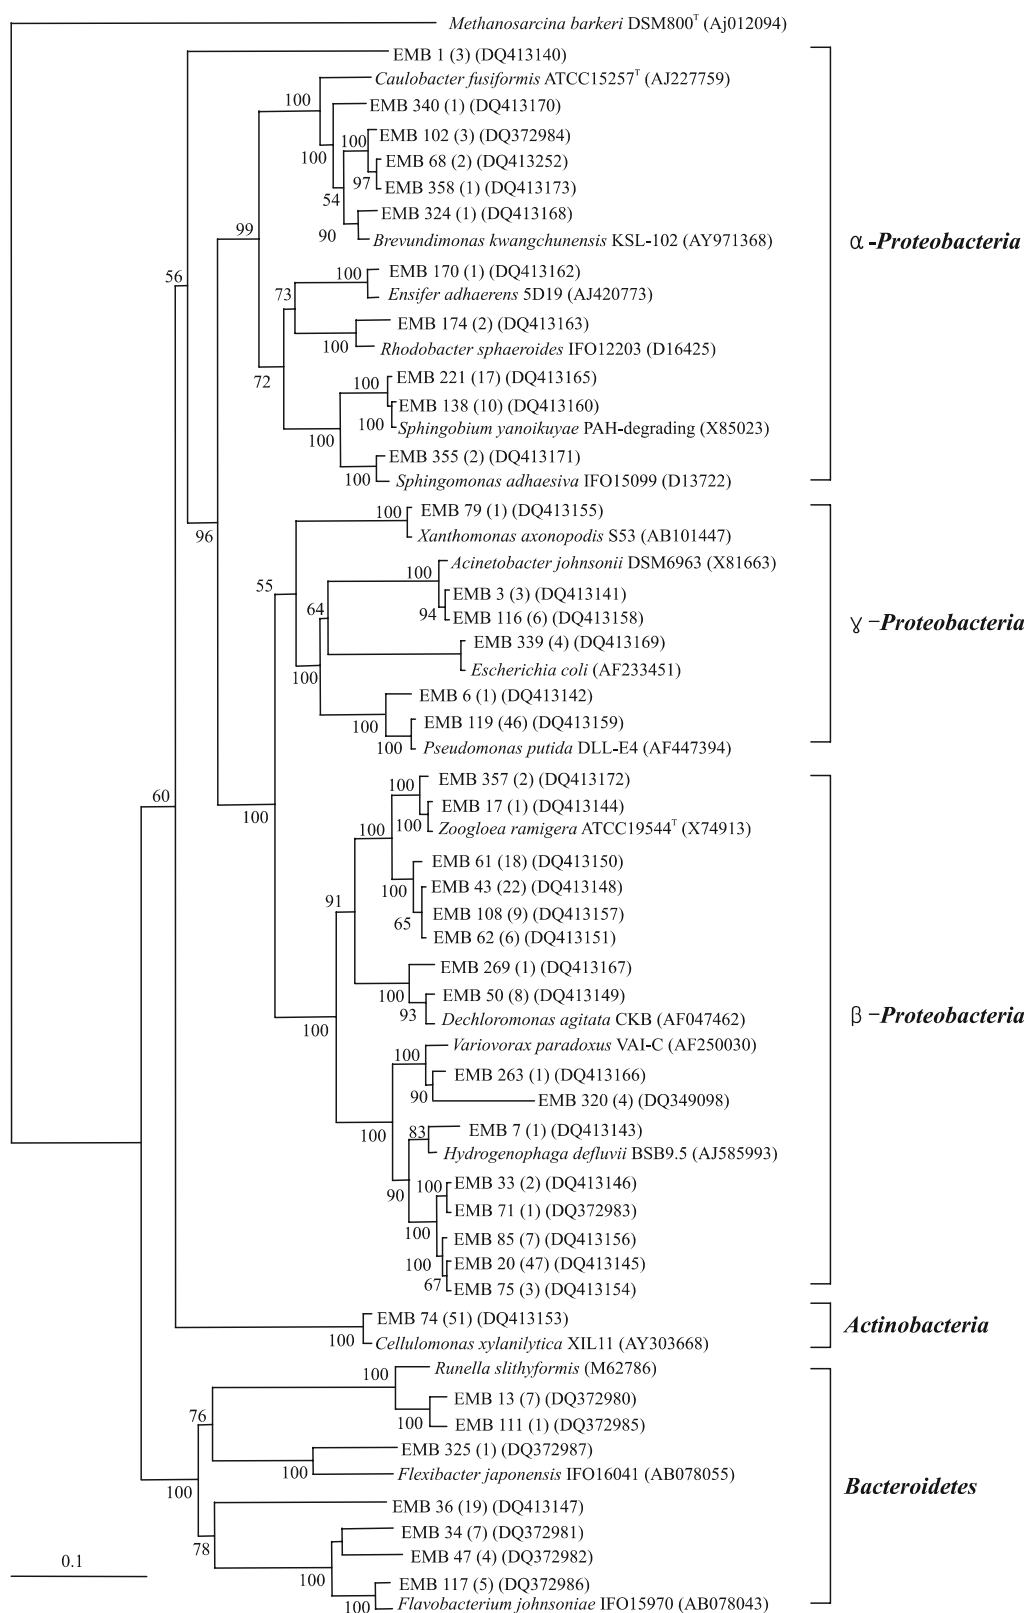 Methanosarcina barkeri DSM800T (Aj012094)
EMB 1 (3) (DQ413140)
Caulobacter fusiformis ATCC15257T (AJ227759)
100
EMB 340 (1) (DQ413170)
EMB 102 (3) (DQ372984)
100
100
EMB 68 (2) (DQ413252)
97
EMB 358 (1) (DQ413173)
54
EMB 324 (1) (DQ413168)
99
90
Brevundimonas kwangchunensis KSL-102 (AY971368)
α-Proteobacteria
56
100
EMB 170 (1) (DQ413162)
73
Ensifer adhaerens 5D19 (AJ420773)
EMB 174 (2) (DQ413163)
100
Rhodobacter sphaeroides IFO12203 (D16425)
72
100
EMB 221 (17) (DQ413165)
EMB 138 (10) (DQ413160)
100
100
Sphingobium yanoikuyae PAH-degrading (X85023)
EMB 355 (2) (DQ413171)
100
Sphingomonas adhaesiva IFO15099 (D13722)
100
EMB 79 (1) (DQ413155)
96
Xanthomonas axonopodis S53 (AB101447)
Acinetobacter johnsonii DSM6963 (X81663)
100
55
EMB 3 (3) (DQ413141)
64
94
EMB 116 (6) (DQ413158)
γ-Proteobacteria
EMB 339 (4) (DQ413169)
100
Escherichia coli (AF233451)
EMB 6 (1) (DQ413142)
100
EMB 119 (46) (DQ413159)
100
Pseudomonas putida DLL-E4 (AF447394)
EMB 357 (2) (DQ413172)
100
60
EMB 17 (1) (DQ413144)
100
100
100
Zoogloea ramigera ATCC19544T (X74913)
EMB 61 (18) (DQ413150)
100
EMB 43 (22) (DQ413148)
91
EMB 108 (9) (DQ413157)
65
EMB 62 (6) (DQ413151)
EMB 269 (1) (DQ413167)
100
EMB 50 (8) (DQ413149)
93
100
Dechloromonas agitata CKB (AF047462)
β-Proteobacteria
Variovorax paradoxus VAI-C (AF250030)
100
EMB 263 (1) (DQ413166)
90
EMB 320 (4) (DQ349098)
100
83
EMB 7 (1) (DQ413143)
Hydrogenophaga defluvii BSB9.5 (AJ585993)
EMB 33 (2) (DQ413146)
100
90
EMB 71 (1) (DQ372983)
100
EMB 85 (7) (DQ413156)
100
EMB 20 (47) (DQ413145)
67
EMB 75 (3) (DQ413154)
EMB 74 (51) (DQ413153)
100
Actinobacteria
Cellulomonas xylanilytica XIL11 (AY303668)
Runella slithyformis (M62786)
100
EMB 13 (7) (DQ372980)
76
100
EMB 111 (1) (DQ372985)
EMB 325 (1) (DQ372987)
100
Flexibacter japonensis IFO16041 (AB078055)
100
Bacteroidetes
EMB 36 (19) (DQ413147)
EMB 34 (7) (DQ372981)
78
EMB 47 (4) (DQ372982)
0.1
100
EMB 117 (5) (DQ372986)
100
Flavobacterium johnsoniae IFO15970 (AB078043)